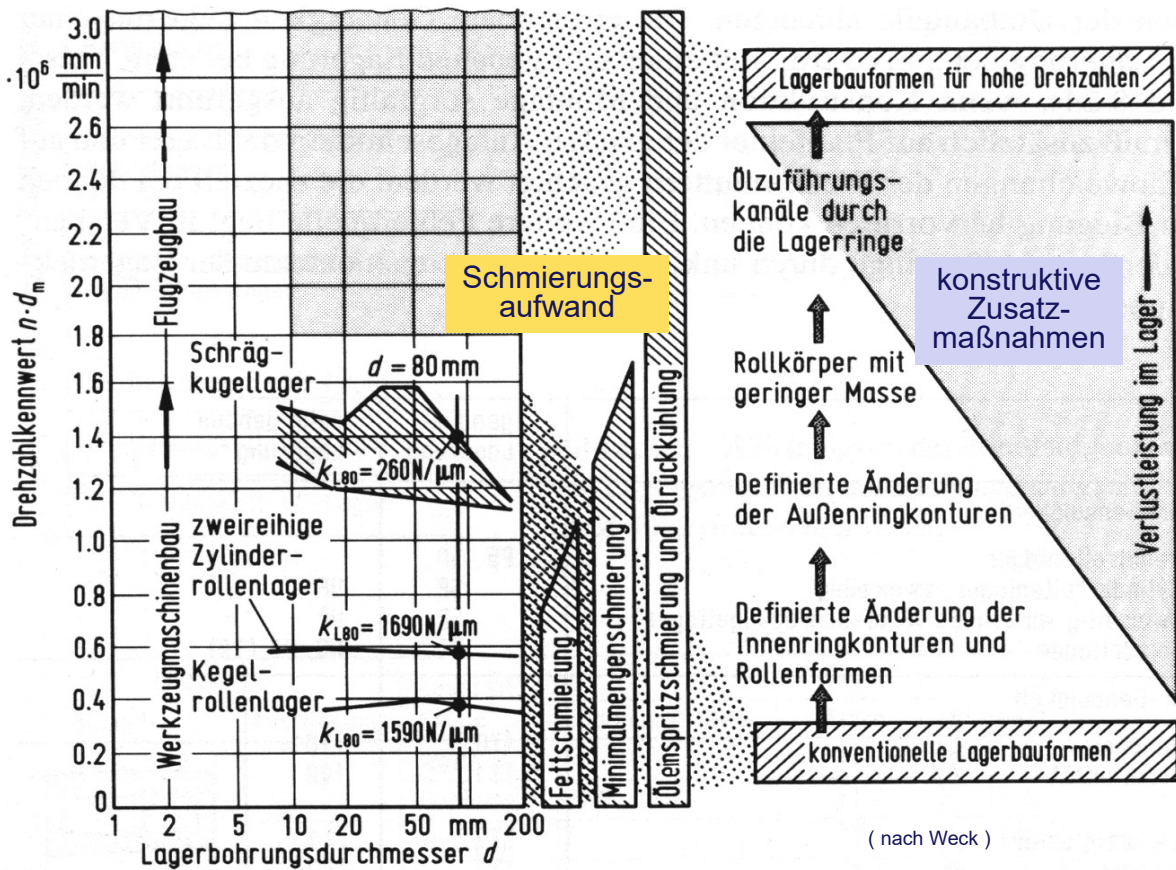 3.0
·10⁶ mm/min
2.6
2.4
2.2
2.0
1.8
1.6
1.4
1.2
1.0
0.8
0.6
0.4
0.2
0
Drehzahlkennwert n·dm
1
2
5
10
20
50
mm
200
Lagerbohrungsdurchmesser d
Flugzeugbau
Werkzeugmaschinenbau
Schräg-
kugellager
d = 80 mm
kL80 = 260 N/µm
zweireihige
Zylinder-
rollenlager
kL80 = 1690 N/µm
Kegel-
rollenlager
kL80 = 1590 N/µm
Schmierungs-
aufwand
Fettschmierung
Minimalmengenschmierung
Öleinspritzschmierung und Ölrückkühlung
Lagerbauformen für hohe Drehzahlen
Ölzuführungs-
kanäle durch
die Lagerringe
konstruktive
Zusatz-
maßnahmen
Rollkörper mit
geringer Masse
Definierte Änderung
der Außenringkonturen
Definierte Änderung der
Innenringkonturen und
Rollenformen
konventionelle Lagerbauformen
Verlustleistung im Lager
( nach Weck )